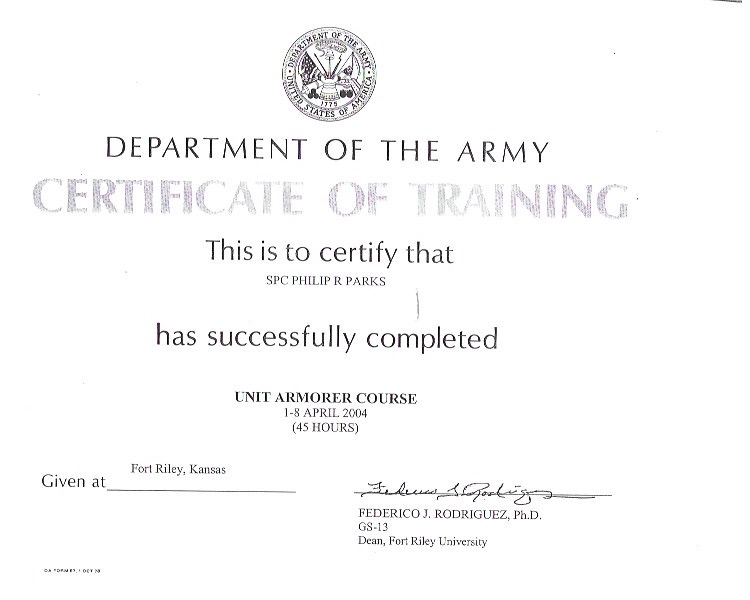 DEPARTMENT OF THE ARMY
UNITED STATES OF AMERICA
1775
DEPARTMENT OF THE ARMY
CERTIFICATE OF TRAINING
This is to certify that
SPC PHILIP R PARKS
has successfully completed
UNIT ARMORER COURSE
1-8 APRIL 2004
(45 HOURS)
Fort Riley, Kansas
Given at
FEDERICO J. RODRIGUEZ, Ph.D.
GS-13
Dean, Fort Riley University
DA FORM 87, 1 OCT 78